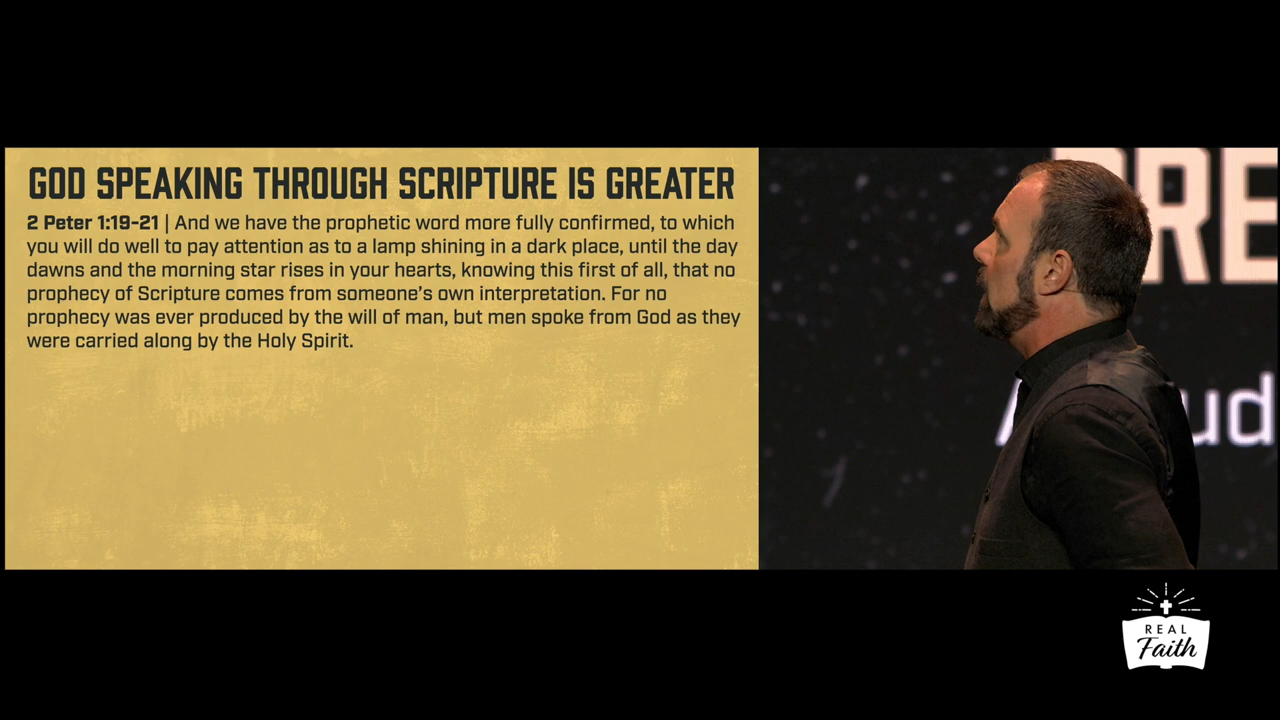 GOD SPEAKING THROUGH SCRIPTURE IS GREATER
2 Peter 1:19-21 | And we have the prophetic word more fully confirmed, to which
you will do well to pay attention as to a lamp shining in a dark place, until the day
dawns and the morning star rises in your hearts, knowing this first of all, that no
prophecy of Scripture comes from someone’s own interpretation. For no
prophecy was ever produced by the will of man, but men spoke from God as they
were carried along by the Holy Spirit.
REAL
Faith